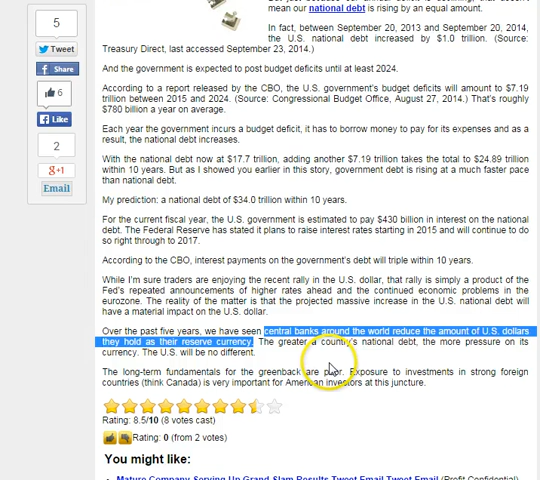 5
Tweet
Share
6
Like
2
g+1
Email
mean our national debt is rising by an equal amount.
In fact, between September 20, 2013 and September 20, 2014,
the U.S. national debt increased by $1.0 trillion. (Source:
Treasury Direct, last accessed September 23, 2014.)
And the government is expected to post budget deficits until at least 2024.
According to a report released by the CBO, the U.S. government's budget deficits will amount to $7.19
trillion between 2015 and 2024. (Source: Congressional Budget Office, August 27, 2014.) That's roughly
$780 billion a year on average.
Each year the government incurs a budget deficit, it has to borrow money to pay for its expenses and as a
result, the national debt increases.
With the national debt now at $17.7 trillion, adding another $7.19 trillion takes the total to $24.89 trillion
within 10 years. But as I showed you earlier in this story, government debt is rising at a much faster pace
than national debt.
My prediction: a national debt of $34.0 trillion within 10 years.
For the current fiscal year, the U.S. government is estimated to pay $430 billion in interest on the national
debt. The Federal Reserve has stated it plans to raise interest rates starting in 2015 and will continue to do
so right through to 2017.
According to the CBO, interest payments on the government's debt will triple within 10 years.
While I'm sure traders are enjoying the recent rally in the U.S. dollar, that rally is simply a product of the
Fed's repeated announcements of higher rates ahead and the continued economic problems in the
eurozone. The reality of the matter is that the projected massive increase in the U.S. national debt will
have a material impact on the U.S. dollar.
Over the past five years, we have seen central banks around the world reduce the amount of U.S. dollars
they hold as their reserve currency. The greater a country's national debt, the more pressure on its
currency. The U.S. will be no different.
The long-term fundamentals for the greenback are poor. Exposure to investments in strong foreign
countries (think Canada) is very important for American investors at this juncture.
Rating: 8.5/10 (8 votes cast)
Rating: 0 (from 2 votes)
You might like:
Mature Company Serving Up Grand-Slam Results Tweet Email Tweet Email (Profit Confidential)